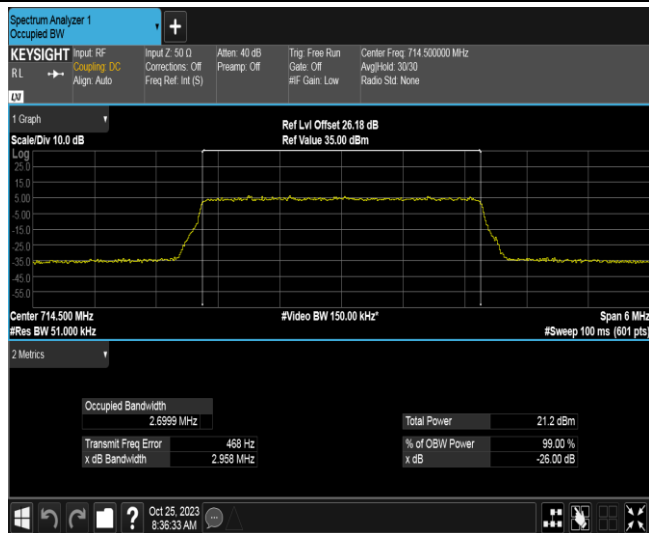 Spectrum Analyzer 1
Occupied BW
+
KEYSIGHT
RL
Input: RF
Coupling: DC
Align: Auto
Input Z: 50 Ω
Corrections: Off
Freq Ref: Int (S)
Atten: 40 dB
Preamp: Off
Trig: Free Run
Gate: Off
#IF Gain: Low
Center Freq: 714.500000 MHz
Avg|Hold: 30/30
Radio Std: None
1 Graph
Scale/Div 10.0 dB
Ref Lvl Offset 26.18 dB
Ref Value 35.00 dBm
Log
25.0
15.0
5.00
-5.00
-15.0
-25.0
-35.0
-45.0
-55.0
Center 714.500 MHz
#Res BW 51.000 kHz
#Video BW 150.00 kHz*
Span 6 MHz
#Sweep 100 ms (601 pts)
2 Metrics
Occupied Bandwidth
2.6999 MHz
Transmit Freq Error 468 Hz
x dB Bandwidth 2.958 MHz
Total Power 21.2 dBm
% of OBW Power 99.00 %
x dB -26.00 dB
?
Oct 25, 2023
8:36:33 AM